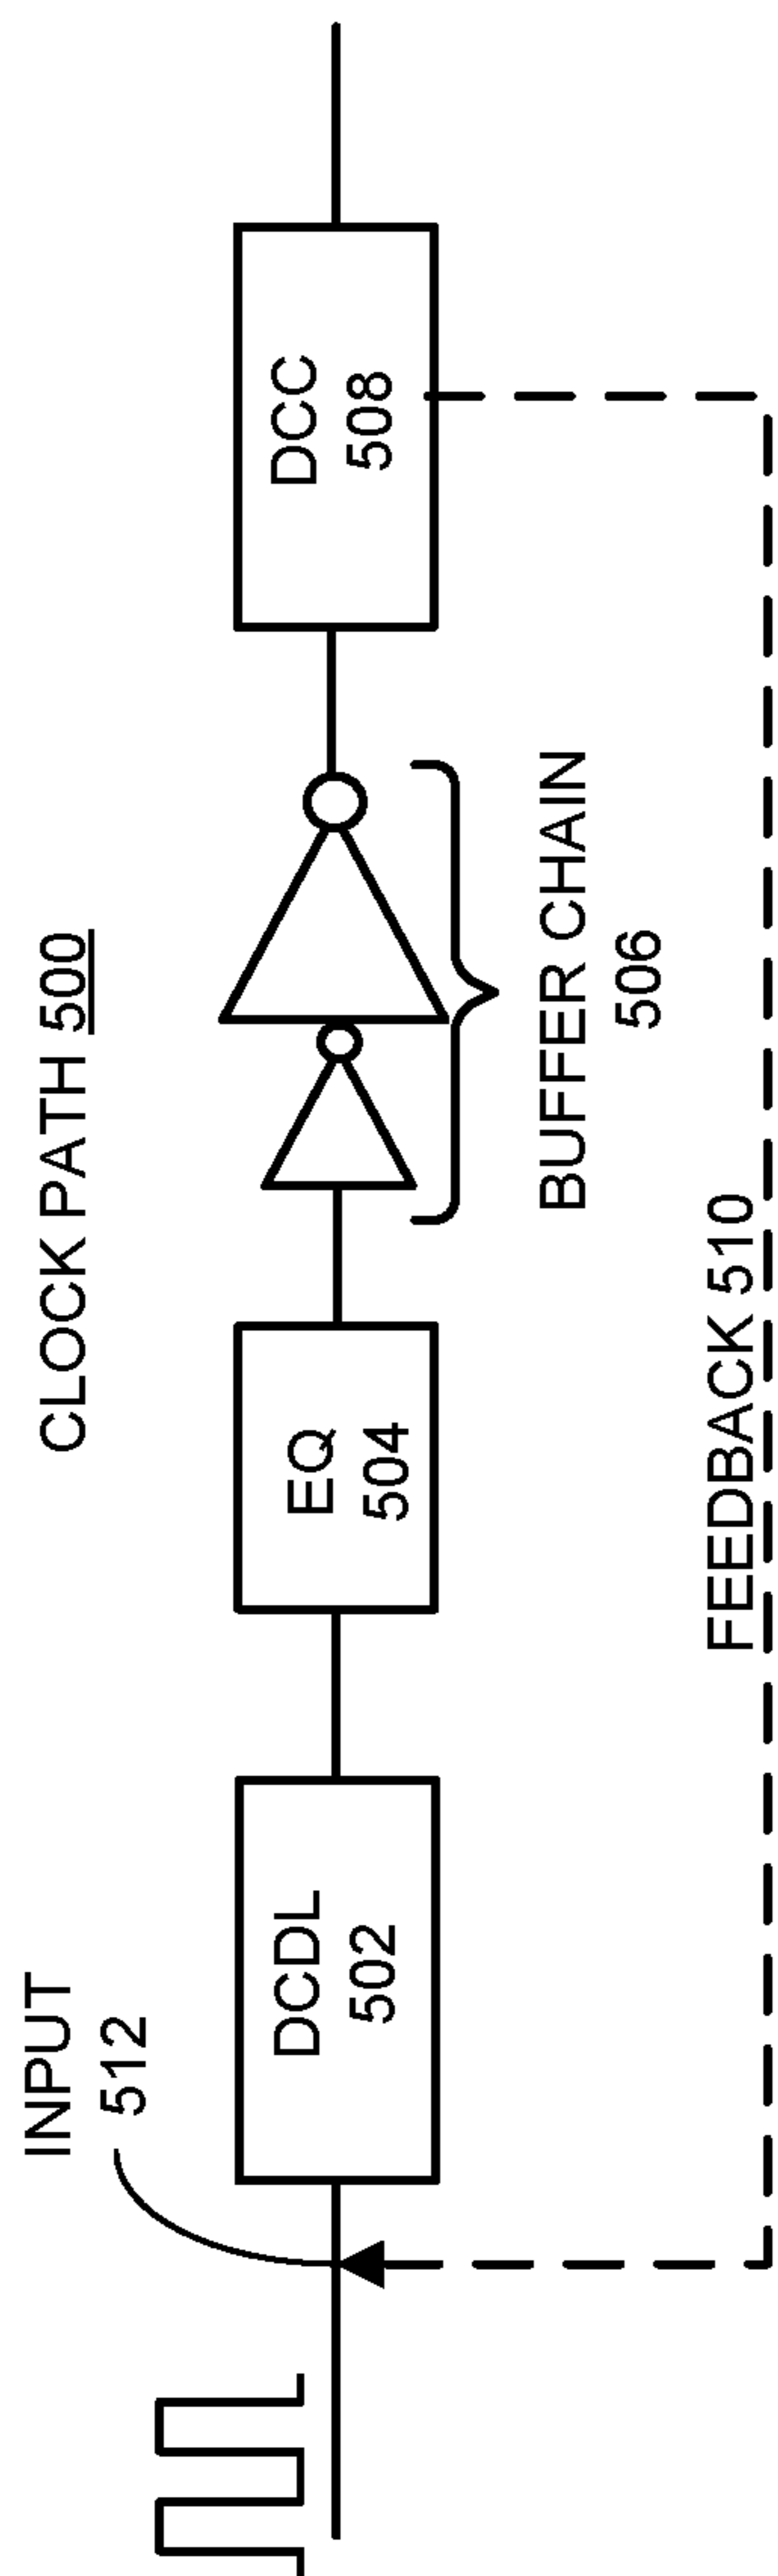 CLOCK PATH 500
INPUT
512
DCDL
502
EQ
504
BUFFER CHAIN
506
DCC
508
FEEDBACK 510